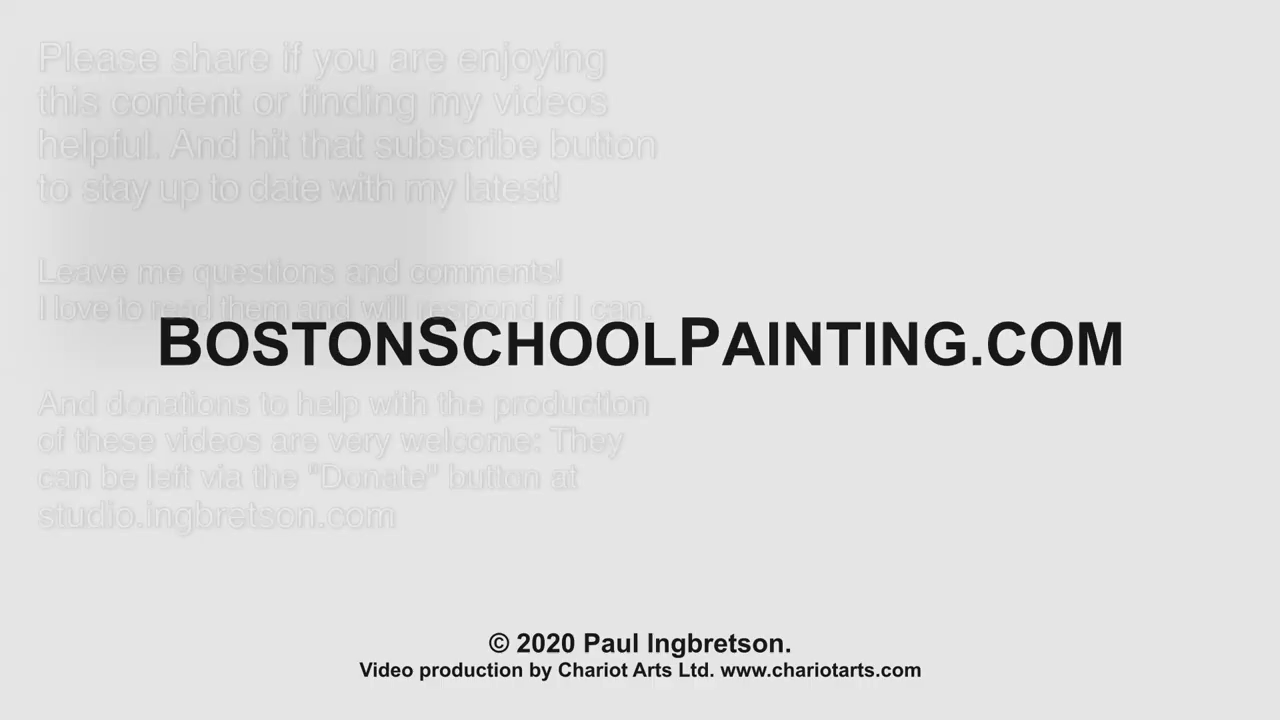 Please share if you are enjoying
this content or finding my videos
helpful. And hit that subscribe button
to stay up to date with my latest!
Leave me questions and comments!
I love to read them and will respond if I can.
BOSTONSCHOOLPAINTING.COM
And donations to help with the production
of these videos are very welcome: They
can be left via the "Donate" button at
studio.ingbretson.com
© 2020 Paul Ingbretson.
Video production by Chariot Arts Ltd. www.chariotarts.com